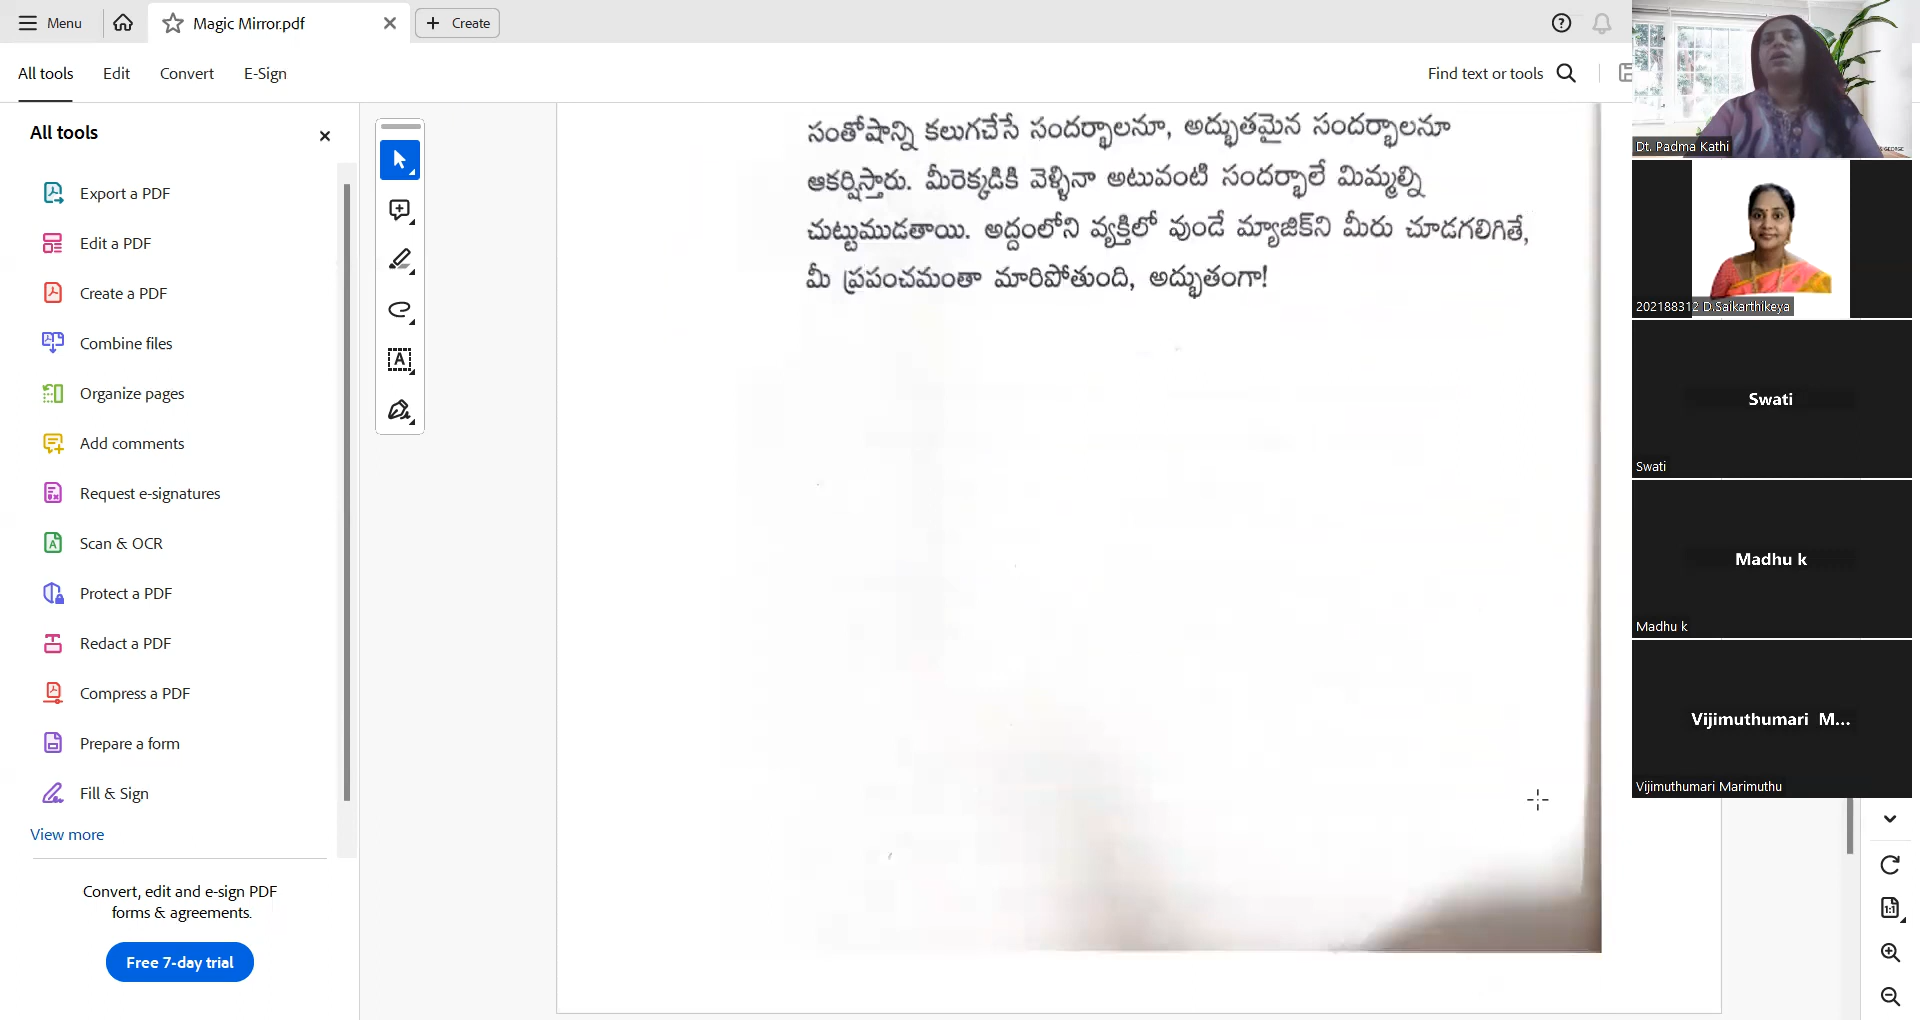 Menu
Magic Mirror.pdf
Create
All tools
Edit
Convert
E-Sign
Find text or tools
All tools
Export a PDF
Edit a PDF
Create a PDF
Combine files
Organize pages
Add comments
Request e-signatures
Scan & OCR
Protect a PDF
Redact a PDF
Compress a PDF
Prepare a form
Fill & Sign
View more
Convert, edit and e-sign PDF
forms & agreements.
Free 7-day trial
సంతోషాన్ని కలుగచేసే సందర్భాలనూ, అద్భుతమైన సందర్భాలనూ
ఆకర్షిస్తారు. మీరెక్కడికి వెళ్ళినా అటువంటి సందర్భాలే మిమ్మల్ని
చుట్టుముడతాయి. అద్దంలోని వ్యక్తిలో వుండే మ్యాజిక్‌ని మీరు చూడగలిగితే,
మీ ప్రపంచమంతా మారిపోతుంది, అద్భుతంగా!
Dt. Padma Kathi
202188312 D.Saikarthikeya
Swati
Swati
Madhu k
Madhu k
Vijimuthumari M...
Vijimuthumari Marimuthu